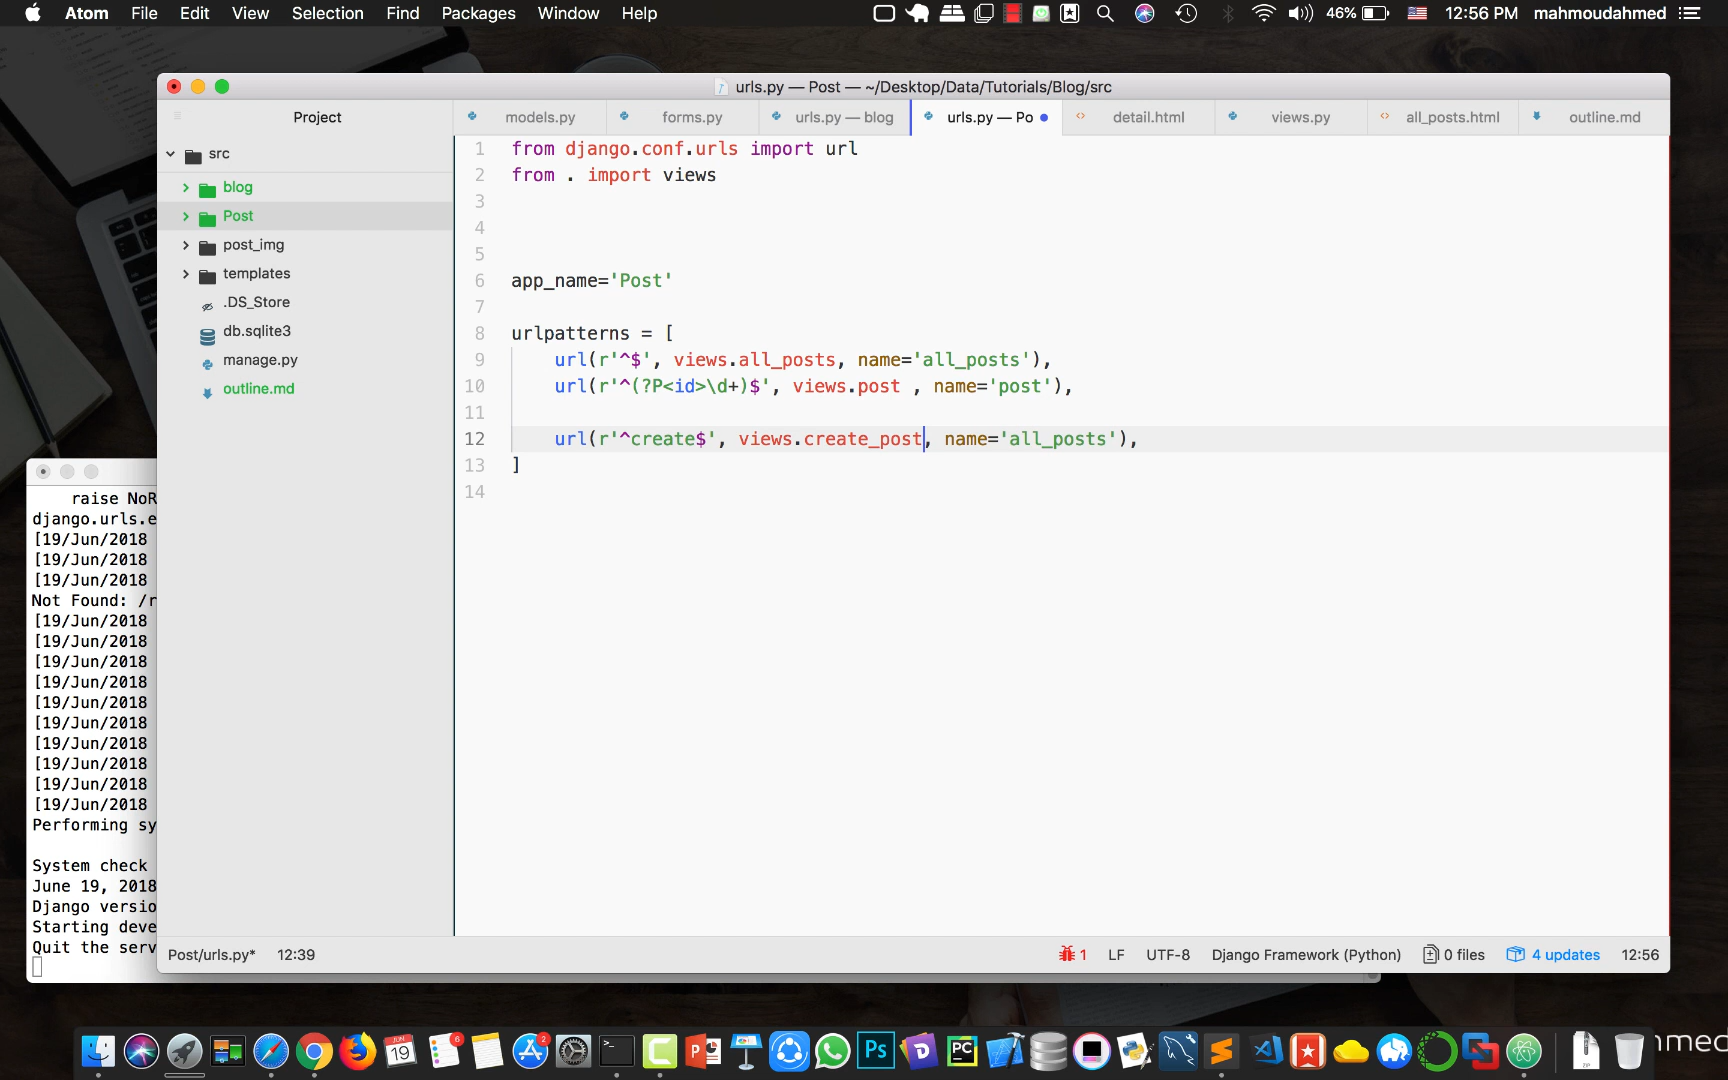 Atom File Edit View Selection Find Packages Window Help 46% 12:56 PM mahmoudahmed
urls.py — Post — ~/Desktop/Data/Tutorials/Blog/src
Project models.py forms.py urls.py — blog urls.py — Po detail.html views.py all_posts.html outline.md
src
blog
Post
post_img
templates
.DS_Store
db.sqlite3
manage.py
outline.md
1 from django.conf.urls import url
2 from . import views
3
4
5
6 app_name='Post'
7
8 urlpatterns = [
9 url(r'^$', views.all_posts, name='all_posts'),
10 url(r'^(?P<id>\d+)$', views.post , name='post'),
11
12 url(r'^create$', views.create_post, name='all_posts'),
13 ]
14
raise NoR
django.urls.e
[19/Jun/2018
[19/Jun/2018
[19/Jun/2018
Not Found: /r
[19/Jun/2018
[19/Jun/2018
[19/Jun/2018
[19/Jun/2018
[19/Jun/2018
[19/Jun/2018
[19/Jun/2018
[19/Jun/2018
[19/Jun/2018
[19/Jun/2018
Performing sy
System check
June 19, 2018
Django versio
Starting deve
Quit the serv
Post/urls.py* 12:39 1 LF UTF-8 Django Framework (Python) 0 files 4 updates 12:56
19 6 2 Ps PC ZIP